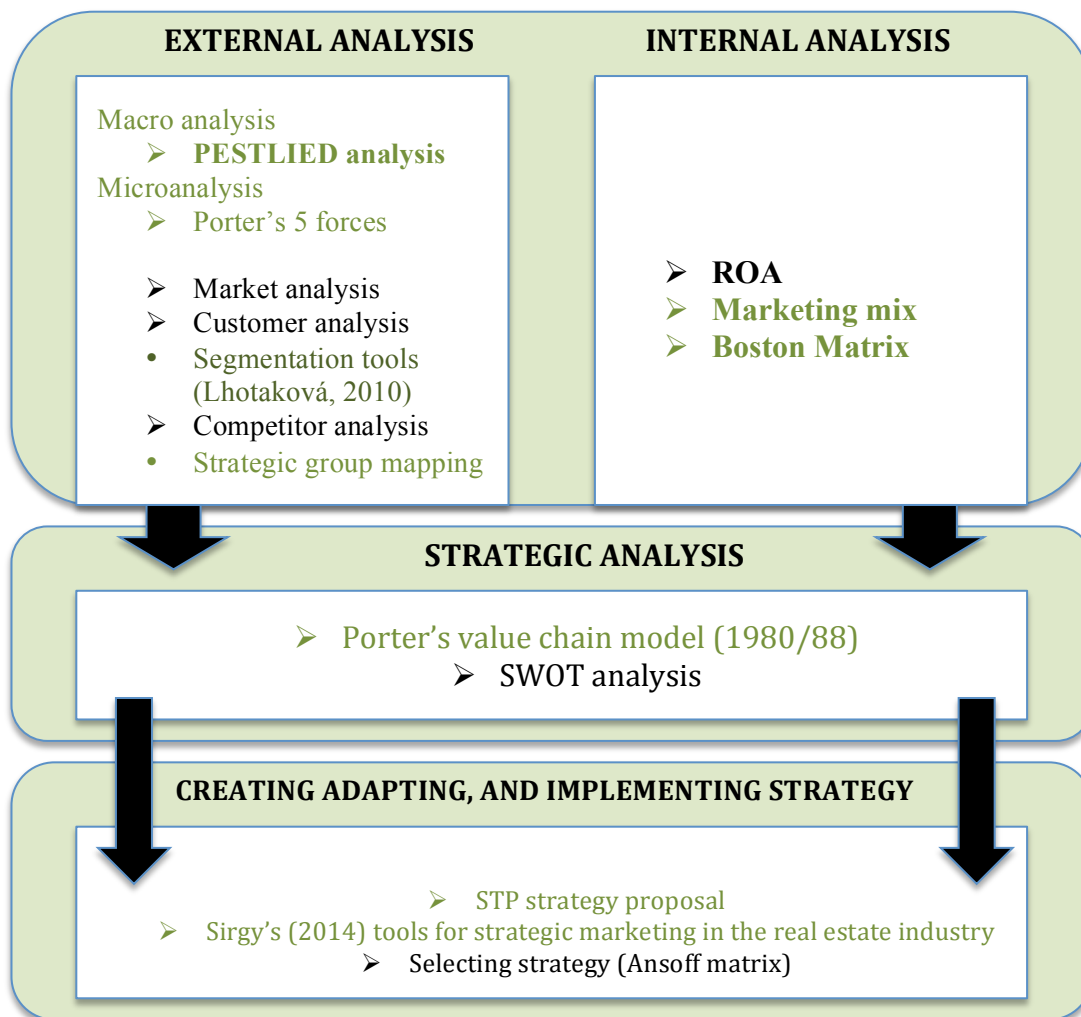 EXTERNAL ANALYSIS
Macro analysis
➢ PESTLIED analysis
Microanalysis
➢ Porter’s 5 forces
➢ Market analysis
➢ Customer analysis
• Segmentation tools
(Lhotaková, 2010)
➢ Competitor analysis
• Strategic group mapping
INTERNAL ANALYSIS
➢ ROA
➢ Marketing mix
➢ Boston Matrix
STRATEGIC ANALYSIS
➢ Porter’s value chain model (1980/88)
➢ SWOT analysis
CREATING ADAPTING, AND IMPLEMENTING STRATEGY
➢ STP strategy proposal
➢ Sirgy’s (2014) tools for strategic marketing in the real estate industry
➢ Selecting strategy (Ansoff matrix)